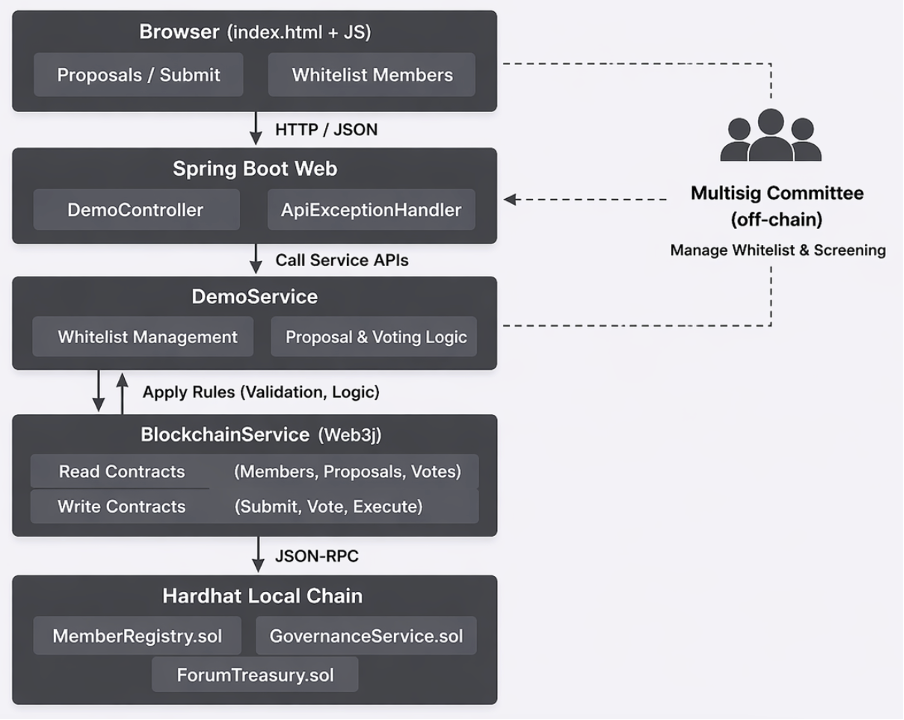 Browser (index.html + JS)
Proposals / Submit
Whitelist Members
HTTP / JSON
Spring Boot Web
DemoController
ApiExceptionHandler
Multisig Committee
(off-chain)
Manage Whitelist & Screening
Call Service APIs
DemoService
Whitelist Management
Proposal & Voting Logic
Apply Rules (Validation, Logic)
BlockchainService (Web3j)
Read Contracts (Members, Proposals, Votes)
Write Contracts (Submit, Vote, Execute)
JSON-RPC
Hardhat Local Chain
MemberRegistry.sol
GovernanceService.sol
ForumTreasury.sol